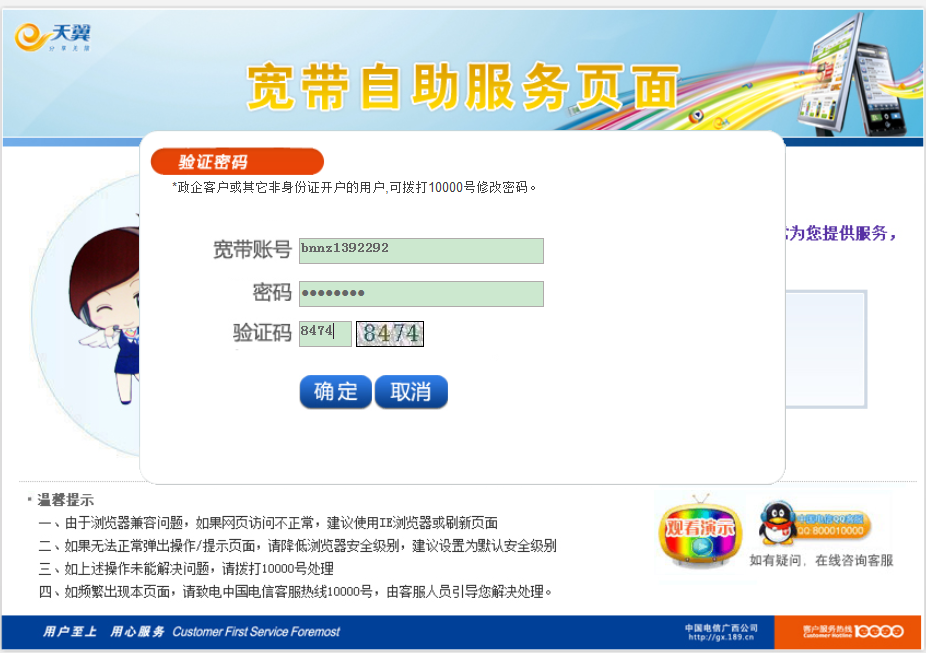 天翼
分享无限
宽带自助服务页面
验证密码
*政企客户或其它非身份证开户的用户,可拨打10000号修改密码。
为您提供服务，
宽带账号 bnnz1392292
密码 ●●●●●●●●
验证码 8474 8474
确定 取消
温馨提示
一、由于浏览器兼容问题，如果网页访问不正常，建议使用IE浏览器或刷新页面
二、如果无法正常弹出操作/提示页面，请降低浏览器安全级别，建议设置为默认安全级别
三、如上述操作未能解决问题，请拨打10000号处理
四、如频繁出现本页面，请致电中国电信客服热线10000号，由客服人员引导您解决处理。
观看演示
中国电信QQ客服
QQ:800010000
如有疑问，在线咨询客服
用户至上 用心服务 Customer First Service Foremost
中国电信广西公司
http://gx.189.cn
客户服务热线
Customer Hotline
10000